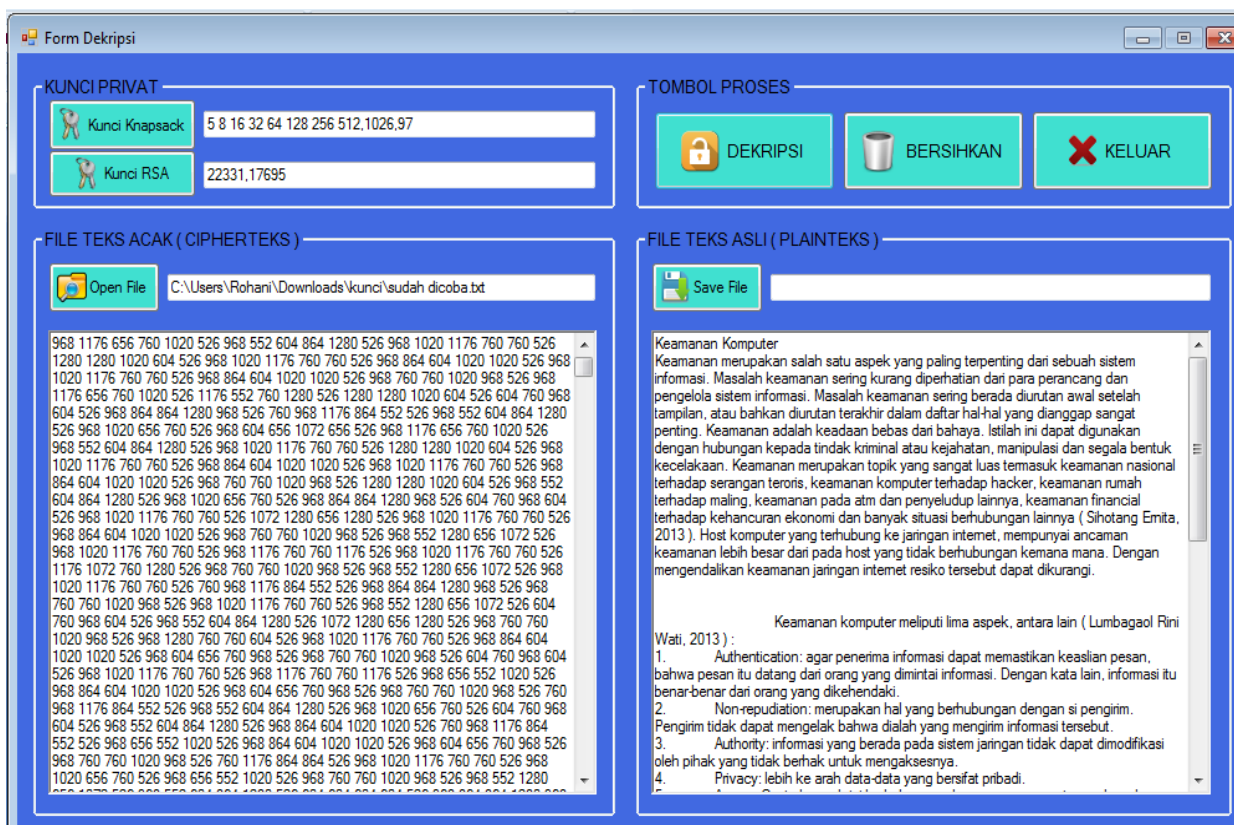 Form Dekripsi
KUNCI PRIVAT
Kunci Knapsack
5 8 16 32 64 128 256 512,1026,97
Kunci RSA
22331,17695
TOMBOL PROSES
DEKRIPSI
BERSIHKAN
KELUAR
FILE TEKS ACAK ( CIPHERTEKS )
Open File
C:\Users\Rohani\Downloads\kunci\sudah dicoba.txt
968 1176 656 760 1020 526 968 552 604 864 1280 526 968 1020 1176 760 760 526
1280 1280 1020 604 526 968 1020 1176 760 760 526 968 864 604 1020 1020 526 968
1020 1176 760 760 526 968 864 604 1020 1020 526 968 760 760 1020 968 526 968
1176 656 760 1020 526 1176 552 760 1280 526 1280 1280 1020 604 526 604 760 968
604 526 968 864 864 1280 968 526 760 968 1176 864 552 526 968 552 604 864 1280
526 968 1020 656 760 526 968 604 656 1072 656 526 968 1176 656 760 1020 526
968 552 604 864 1280 526 968 1020 1176 760 760 526 1280 1280 1020 604 526 968
1020 1176 760 760 526 968 864 604 1020 1020 526 968 1020 1176 760 760 526 968
864 604 1020 1020 526 968 760 760 1020 968 526 1280 1280 1020 604 526 968 552
604 864 1280 526 968 1020 656 760 526 968 864 864 1280 968 526 604 760 968 604
526 968 1020 1176 760 760 526 1072 1280 656 1280 526 968 1020 1176 760 760 526
968 864 604 1020 1020 526 968 760 760 1020 968 526 968 552 1280 656 1072 526
968 1020 1176 760 760 526 968 1176 760 760 1176 526 968 1020 1176 760 760 526
1176 1072 760 1280 526 968 760 760 1020 968 526 968 552 1280 656 1072 526 968
1020 1176 760 760 526 760 968 1176 864 552 526 968 864 864 1280 968 526 968
760 760 1020 968 526 968 1020 1176 760 760 526 968 552 1280 656 1072 526 604
760 968 604 526 968 552 604 864 1280 526 1072 1280 656 1280 526 968 760 760
1020 968 526 968 1280 760 760 604 526 968 1020 1176 760 760 526 968 864 604
1020 1020 526 968 604 656 760 968 526 968 760 760 1020 968 526 604 760 968 604
526 968 1020 1176 760 760 526 968 1176 760 760 1176 526 968 656 552 1020 526
968 864 604 1020 1020 526 968 604 656 760 968 526 968 760 760 1020 968 526 760
968 1176 864 552 526 968 552 604 864 1280 526 968 1020 656 760 526 604 760 968
604 526 968 552 604 864 1280 526 968 864 604 1020 1020 526 760 968 1176 864
552 526 968 656 552 1020 526 968 864 604 1020 1020 526 968 604 656 760 968 526
968 760 760 1020 968 526 760 1176 864 864 526 968 1020 1176 760 760 526 968
1020 656 760 526 968 656 552 1020 526 968 760 760 1020 968 526 968 552 1280
FILE TEKS ASLI ( PLAINTEKS )
Save File
Keamanan Komputer
Keamanan merupakan salah satu aspek yang paling terpenting dari sebuah sistem
informasi. Masalah keamanan sering kurang diperhatian dari para perancang dan
pengelola sistem informasi. Masalah keamanan sering berada diurutan awal setelah
tampilan, atau bahkan diurutan terakhir dalam daftar hal-hal yang dianggap sangat
penting. Keamanan adalah keadaan bebas dari bahaya. Istilah ini dapat digunakan
dengan hubungan kepada tindak kriminal atau kejahatan, manipulasi dan segala bentuk
kecelakaan. Keamanan merupakan topik yang sangat luas termasuk keamanan nasional
terhadap serangan teroris, keamanan komputer terhadap hacker, keamanan rumah
terhadap maling, keamanan pada atm dan penyeludup lainnya, keamanan financial
terhadap kehancuran ekonomi dan banyak situasi berhubungan lainnya ( Sihotang Emita,
2013 ). Host komputer yang terhubung ke jaringan internet, mempunyai ancaman
keamanan lebih besar dari pada host yang tidak berhubungan kemana mana. Dengan
mengendalikan keamanan jaringan internet resiko tersebut dapat dikurangi.
Keamanan komputer meliputi lima aspek, antara lain ( Lumbagaol Rini
Wati, 2013 ) :
1. Authentication: agar penerima informasi dapat memastikan keaslian pesan,
bahwa pesan itu datang dari orang yang dimintai informasi. Dengan kata lain, informasi itu
benar-benar dari orang yang dikehendaki.
2. Non-repudiation: merupakan hal yang berhubungan dengan si pengirim.
Pengirim tidak dapat mengelak bahwa dialah yang mengirim informasi tersebut.
3. Authority: informasi yang berada pada sistem jaringan tidak dapat dimodifikasi
oleh pihak yang tidak berhak untuk mengaksesnya.
4. Privacy: lebih ke arah data-data yang bersifat pribadi.